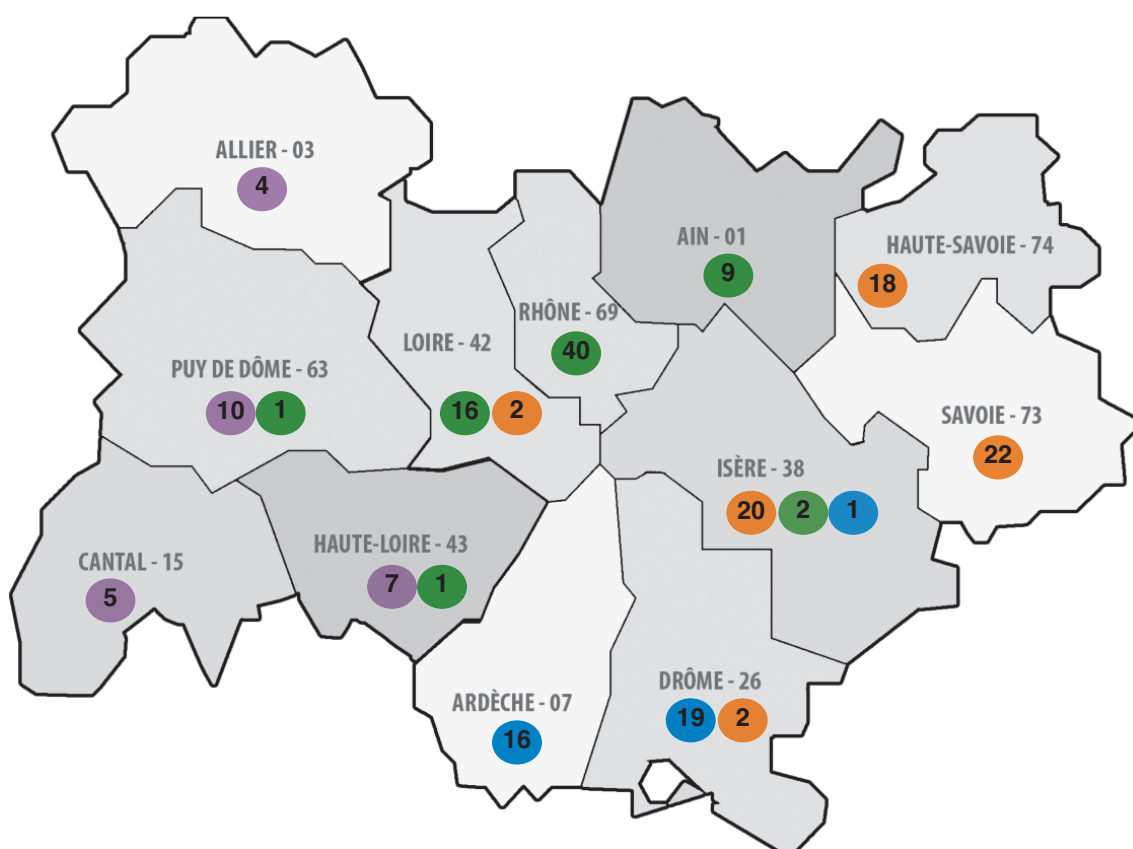 ALLIER - 03
4
AIN - 01
9
HAUTE-SAVOIE - 74
18
RHÔNE - 69
40
LOIRE - 42
16 2
PUY DE DÔME - 63
10 1
SAVOIE - 73
22
ISÈRE - 38
20 2 1
HAUTE-LOIRE - 43
7 1
CANTAL - 15
5
DRÔME - 26
19 2
ARDÈCHE - 07
16